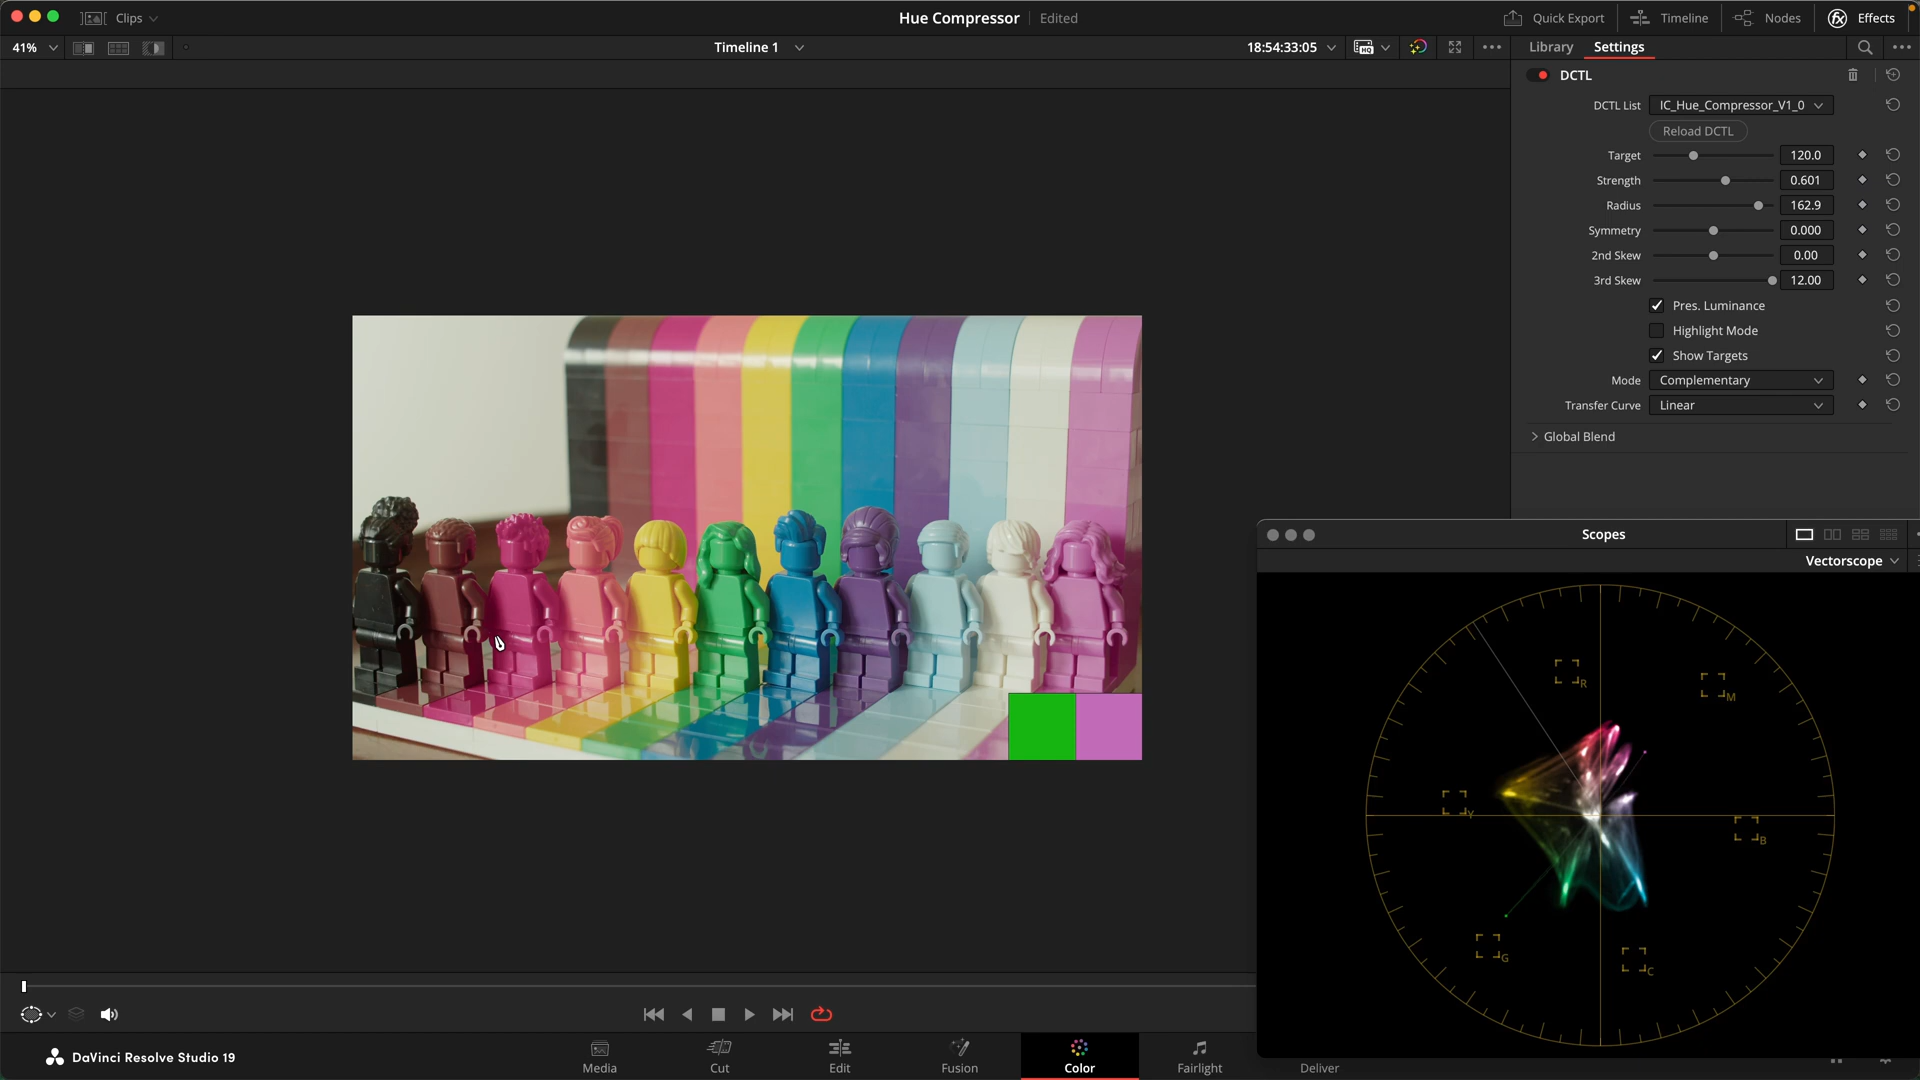 Clips
Hue Compressor
Edited
Quick Export
Timeline
Nodes
Effects
41%
Timeline 1
18:54:33:05
Library
Settings
DCTL
DCTL List
IC_Hue_Compressor_V1_0
Reload DCTL
Target
120.0
Strength
0.601
Radius
162.9
Symmetry
0.000
2nd Skew
0.00
3rd Skew
12.00
Pres. Luminance
Highlight Mode
Show Targets
Mode
Complementary
Transfer Curve
Linear
Global Blend
Scopes
Vectorscope
R
M
Y
B
G
C
DaVinci Resolve Studio 19
Media
Cut
Edit
Fusion
Color
Fairlight
Deliver